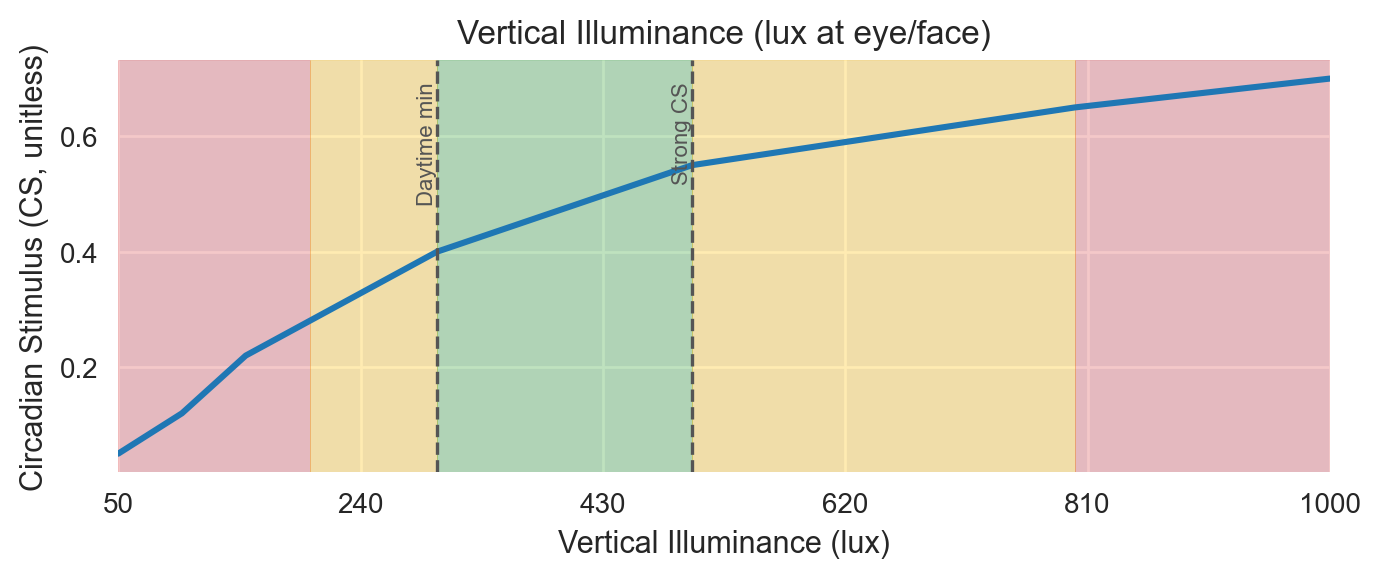 Vertical Illuminance (lux at eye/face)
Circadian Stimulus (CS, unitless)
0.6
0.4
0.2
Daytime min
Strong CS
50 240 430 620 810 1000
Vertical Illuminance (lux)